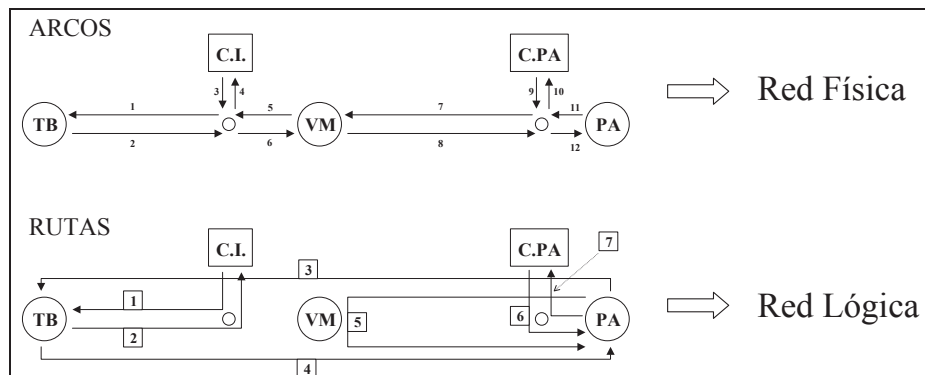 ARCOS
C.I.
C.PA
3 4
9 10
Red Física
1 5 7 11
TB VM PA
2 6 8 12
RUTAS
C.I.
C.PA
7
3
1
TB VM 5 6 PA
Red Lógica
2
4